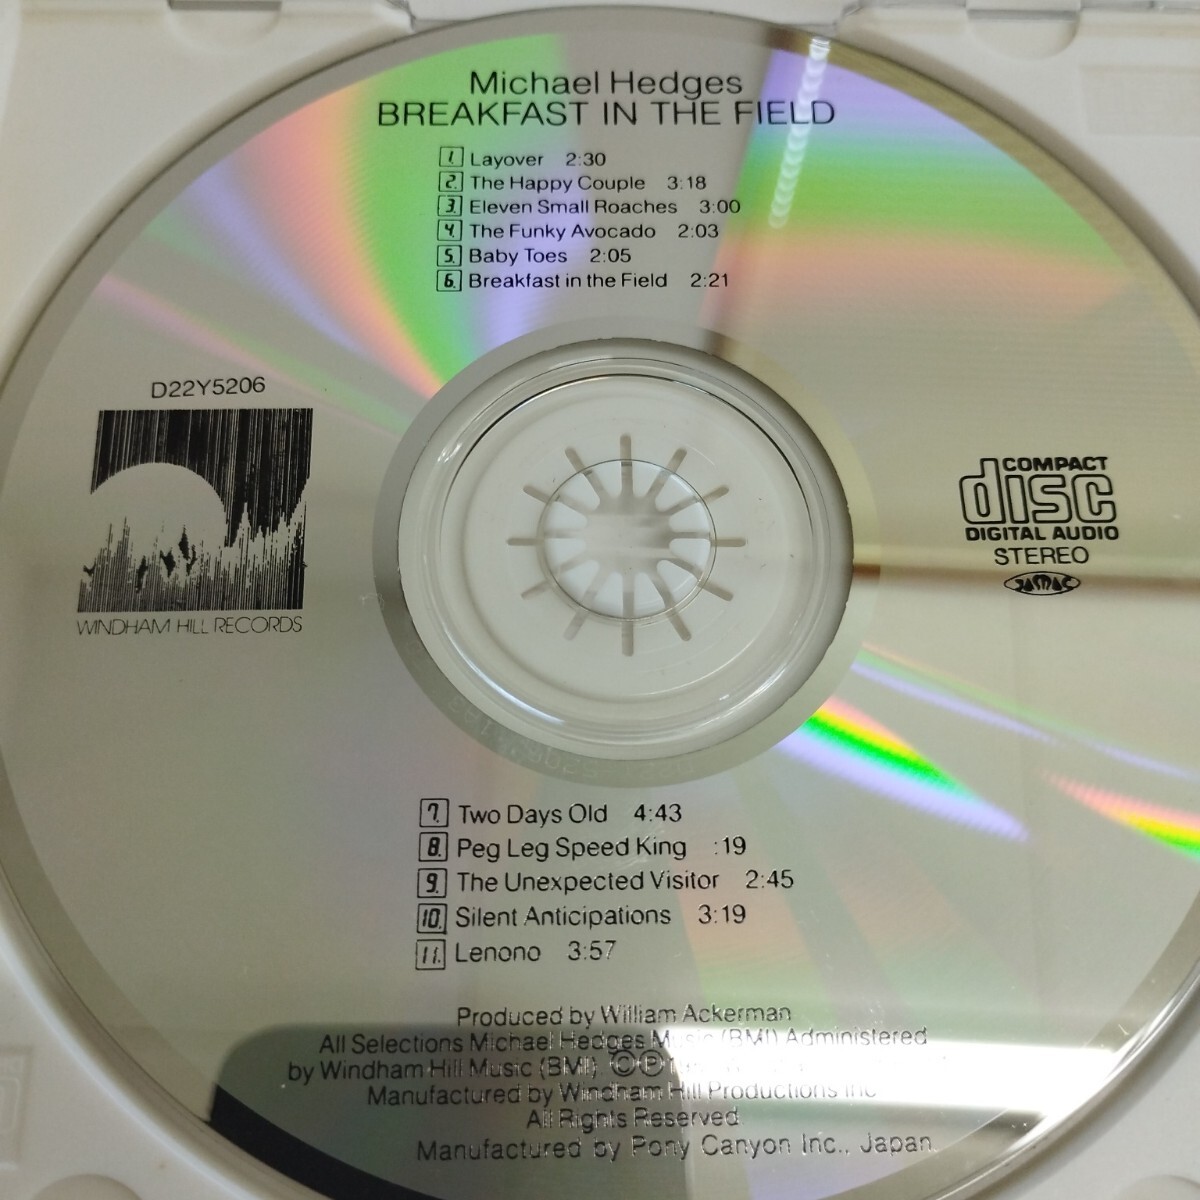 Michael Hedges
BREAKFAST IN THE FIELD
1. Layover 2:30
2. The Happy Couple 3:18
3. Eleven Small Roaches 3:00
4. The Funky Avocado 2:03
5. Baby Toes 2:05
6. Breakfast in the Field 2:21
D22Y5206
WINDHAM HILL RECORDS
COMPACT
disc
DIGITAL AUDIO
STEREO
JASRAC
7. Two Days Old 4:43
8. Peg Leg Speed King :19
9. The Unexpected Visitor 2:45
10. Silent Anticipations 3:19
11. Lenono 3:57
Produced by William Ackerman
All Selections Michael Hedges Music (BMI) Administered
by Windham Hill Music (BMI). ©℗
Manufactured by Windham Hill Productions Inc
All Rights Reserved.
Manufactured by Pony Canyon Inc., Japan.